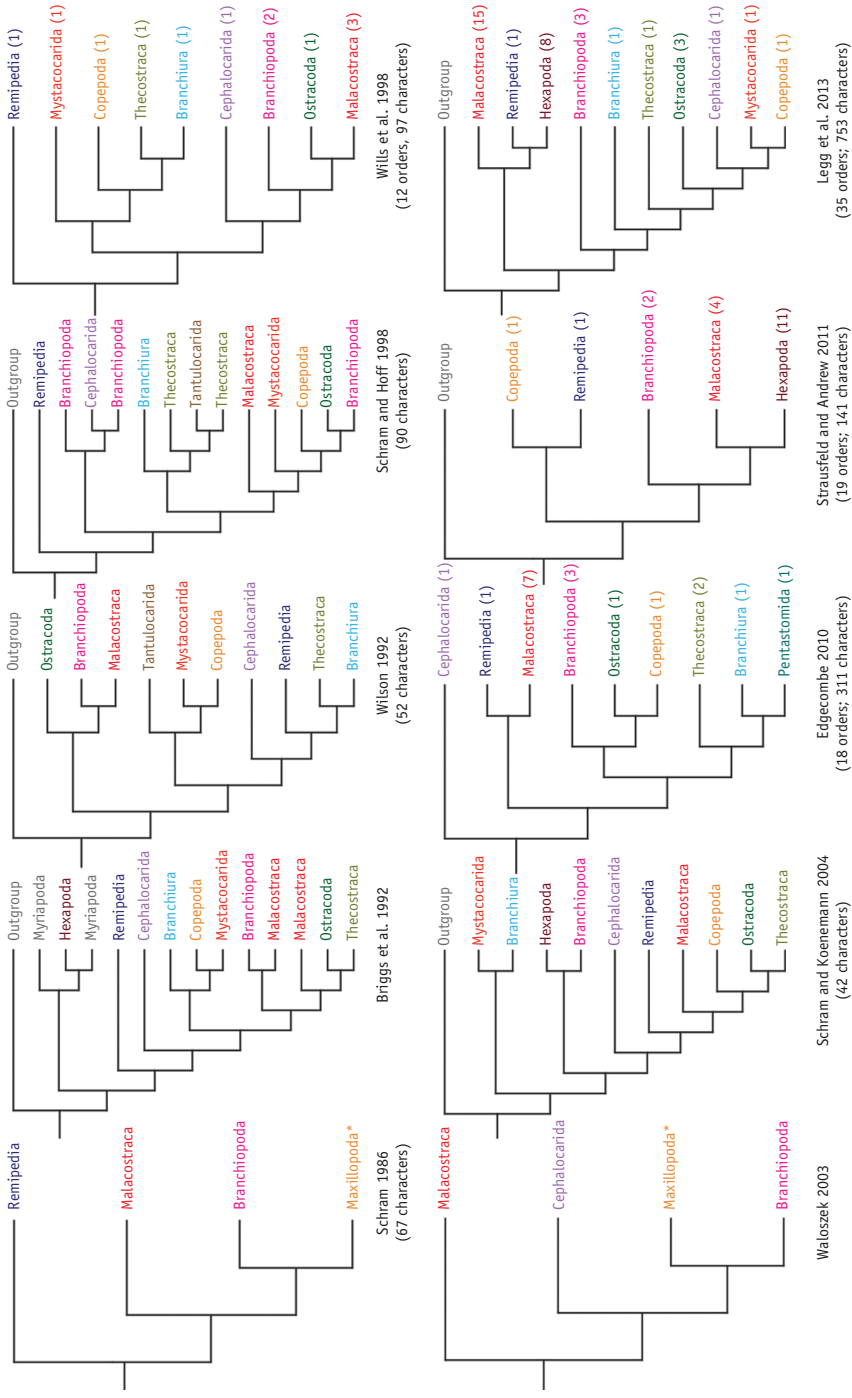 Remipedia
Malacostraca
Branchiopoda
Maxillopoda*
Schram 1986
(67 characters)
Outgroup
Myriapoda
Hexapoda
Myriapoda
Remipedia
Cephalocarida
Branchiura
Copepoda
Mystacocarida
Branchiopoda
Malacostraca
Malacostraca
Ostracoda
Thecostraca
Briggs et al. 1992
Outgroup
Ostracoda
Branchiopoda
Malacostraca
Tantulocarida
Mystacocarida
Copepoda
Cephalocarida
Remipedia
Thecostraca
Branchiura
Wilson 1992
(52 characters)
Outgroup
Remipedia
Branchiopoda
Cephalocarida
Branchiopoda
Branchiura
Thecostraca
Tantulocarida
Thecostraca
Malacostraca
Mystacocarida
Copepoda
Ostracoda
Branchiopoda
Schram and Hoff 1998
(90 characters)
Remipedia (1)
Mystacocarida (1)
Copepoda (1)
Thecostraca (1)
Branchiura (1)
Cephalocarida (1)
Branchiopoda (2)
Ostracoda (1)
Malacostraca (3)
Wills et al. 1998
(12 orders, 97 characters)
Malacostraca
Cephalocarida
Maxillopoda*
Branchiopoda
Waloszek 2003
Outgroup
Mystacocarida
Branchiura
Hexapoda
Branchiopoda
Cephalocarida
Remipedia
Malacostraca
Copepoda
Ostracoda
Thecostraca
Schram and Koenemann 2004
(42 characters)
Cephalocarida (1)
Remipedia (1)
Malacostraca (7)
Branchiopoda (3)
Ostracoda (1)
Copepoda (1)
Thecostraca (2)
Branchiura (1)
Pentastomida (1)
Edgecombe 2010
(18 orders; 311 characters)
Outgroup
Copepoda (1)
Remipedia (1)
Branchiopoda (2)
Malacostraca (4)
Hexapoda (11)
Strausfeld and Andrew 2011
(19 orders; 141 characters)
Outgroup
Malacostraca (15)
Remipedia (1)
Hexapoda (8)
Branchiopoda (3)
Branchiura (1)
Thecostraca (1)
Ostracoda (3)
Cephalocarida (1)
Mystacocarida (1)
Copepoda (1)
Legg et al. 2013
(35 orders; 753 characters)